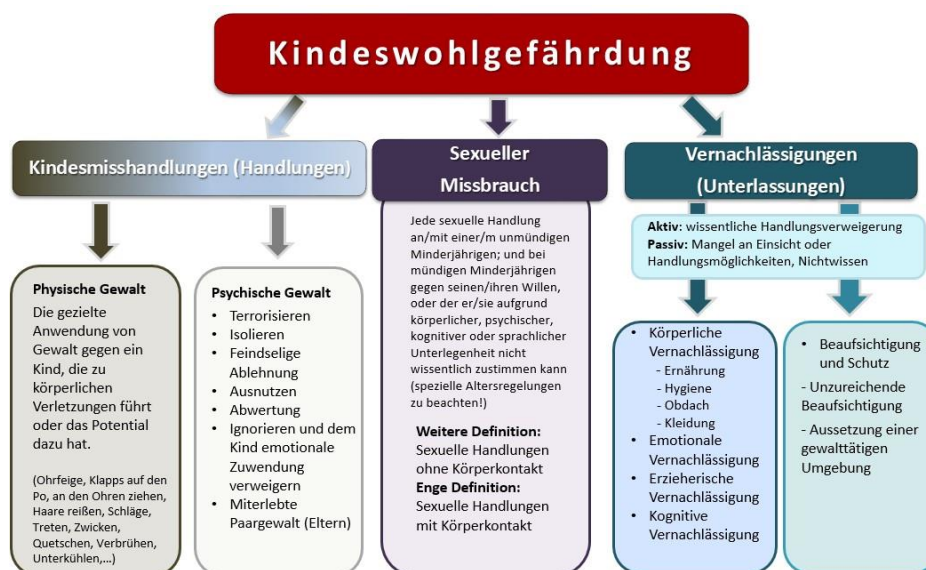 Kindeswohlgefährdung
Kindesmisshandlungen (Handlungen)
Physische Gewalt
Die gezielte
Anwendung von
Gewalt gegen ein
Kind, die zu
körperlichen
Verletzungen führt
oder das Potential
dazu hat.
(Ohrfeige, Klapps auf den
Po, an den Ohren ziehen,
Haare reißen, Schläge,
Treten, Zwicken,
Quetschen, Verbrühen,
Unterkühlen,...)
Psychische Gewalt
• Terrorisieren
• Isolieren
• Feindselige
Ablehnung
• Ausnutzen
• Abwertung
• Ignorieren und dem
Kind emotionale
Zuwendung
verweigern
• Miterlebte
Paargewalt (Eltern)
Sexueller
Missbrauch
Jede sexuelle Handlung
an/mit einer/m unmündigen
Minderjährigen; und bei
mündigen Minderjährigen
gegen seinen/ihren Willen,
oder der er/sie aufgrund
körperlicher, psychischer,
kognitiver oder sprachlicher
Unterlegenheit nicht
wissentlich zustimmen kann
(spezielle Altersregelungen
zu beachten!)
Weitere Definition:
Sexuelle Handlungen
ohne Körperkontakt
Enge Definition:
Sexuelle Handlungen
mit Körperkontakt
Vernachlässigungen
(Unterlassungen)
Aktiv: wissentliche Handlungsverweigerung
Passiv: Mangel an Einsicht oder
Handlungsmöglichkeiten, Nichtwissen
• Körperliche
Vernachlässigung
- Ernährung
- Hygiene
- Obdach
- Kleidung
• Emotionale
Vernachlässigung
• Erzieherische
Vernachlässigung
• Kognitive
Vernachlässigung
• Beaufsichtigung
und Schutz
- Unzureichende
Beaufsichtigung
- Aussetzung einer
gewalttätigen
Umgebung